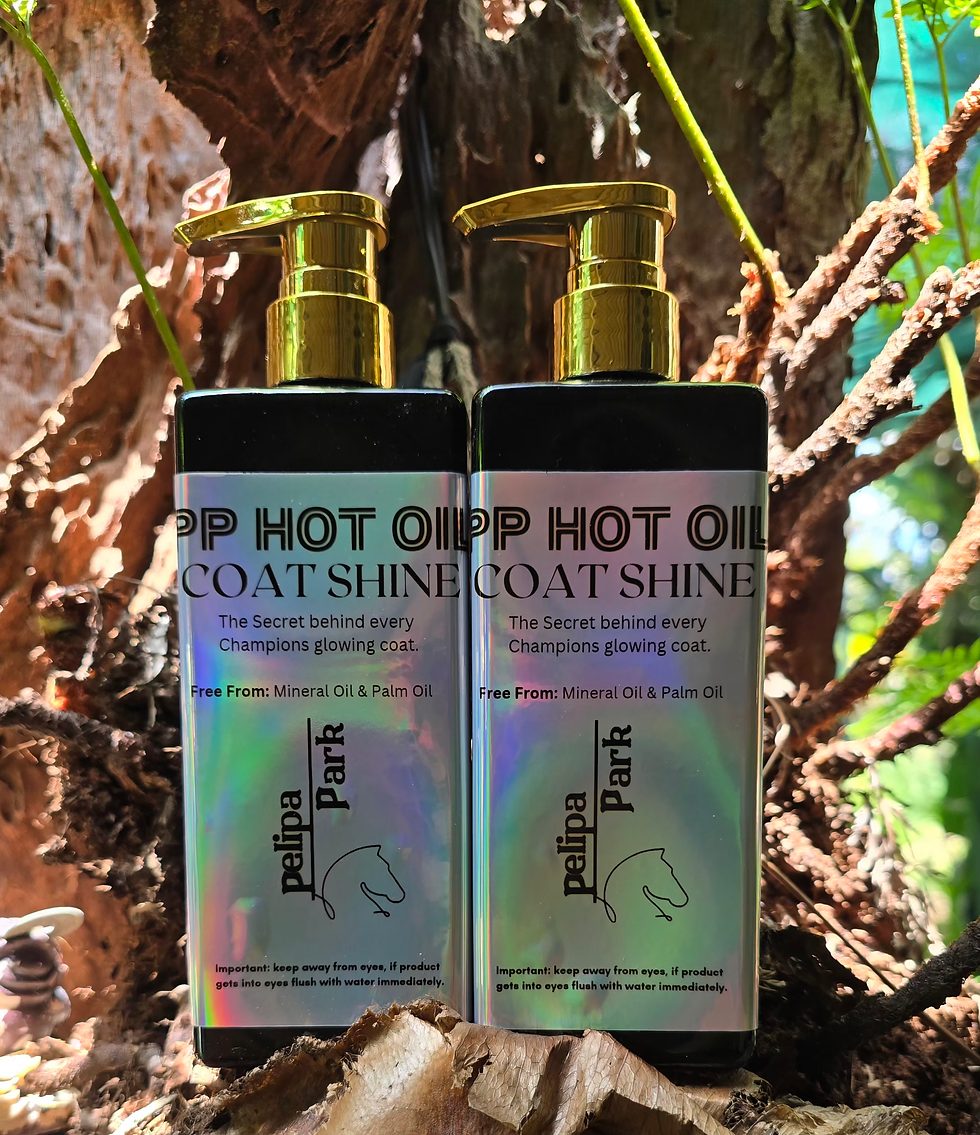 PP HOT OIL
COAT SHINE
The Secret behind every
Champions glowing coat.
Free From: Mineral Oil & Palm Oil
pelipa
Park
Important: keep away from eyes, if product
gets into eyes flush with water immediately.
PP HOT OIL
COAT SHINE
The Secret behind every
Champions glowing coat.
Free From: Mineral Oil & Palm Oil
pelipa
Park
Important: keep away from eyes, if product
gets into eyes flush with water immediately.